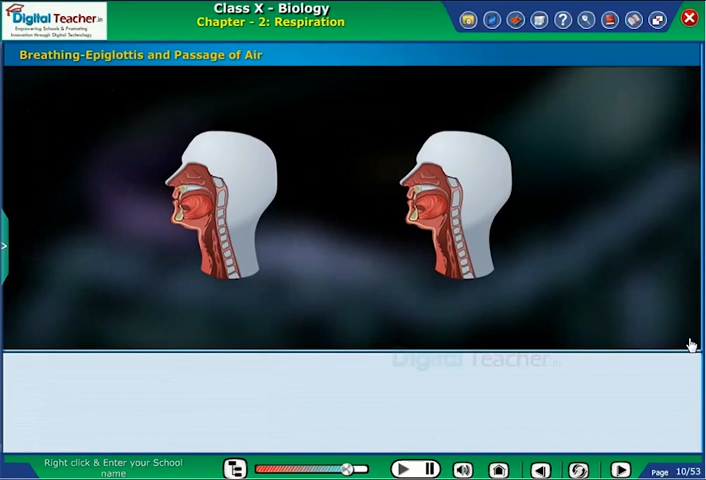 Digital Teacher.in
Empowering Schools & Promoting
Innovation through Digital Technology
Class X - Biology
Chapter - 2: Respiration
Breathing-Epiglottis and Passage of Air
Digital Teacher.in
Right click & Enter your School
name
Page 10/53